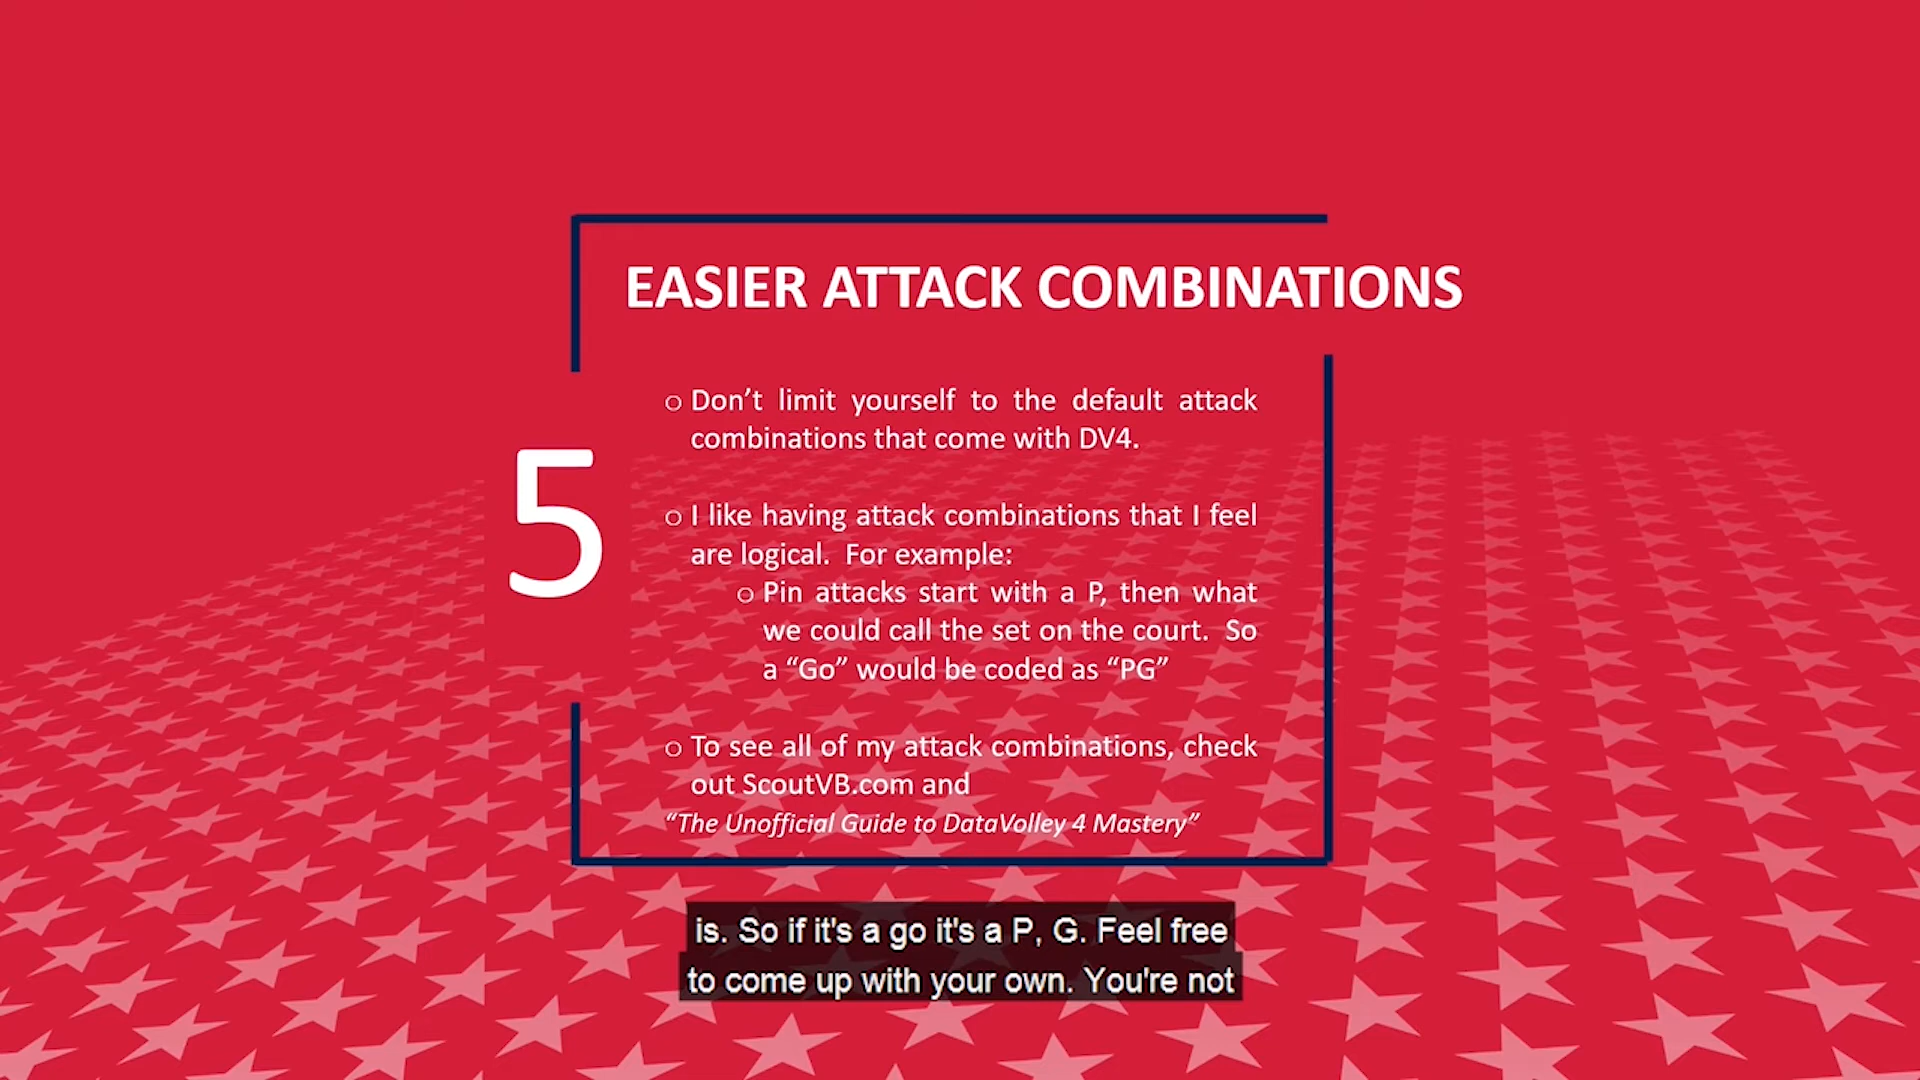 EASIER ATTACK COMBINATIONS
5
o Don’t limit yourself to the default attack
combinations that come with DV4.
o I like having attack combinations that I feel
are logical. For example:
o Pin attacks start with a P, then what
we could call the set on the court. So
a “Go” would be coded as “PG”
o To see all of my attack combinations, check
out ScoutVB.com and
“The Unofficial Guide to DataVolley 4 Mastery”
is. So if it's a go it's a P, G. Feel free
to come up with your own. You're not